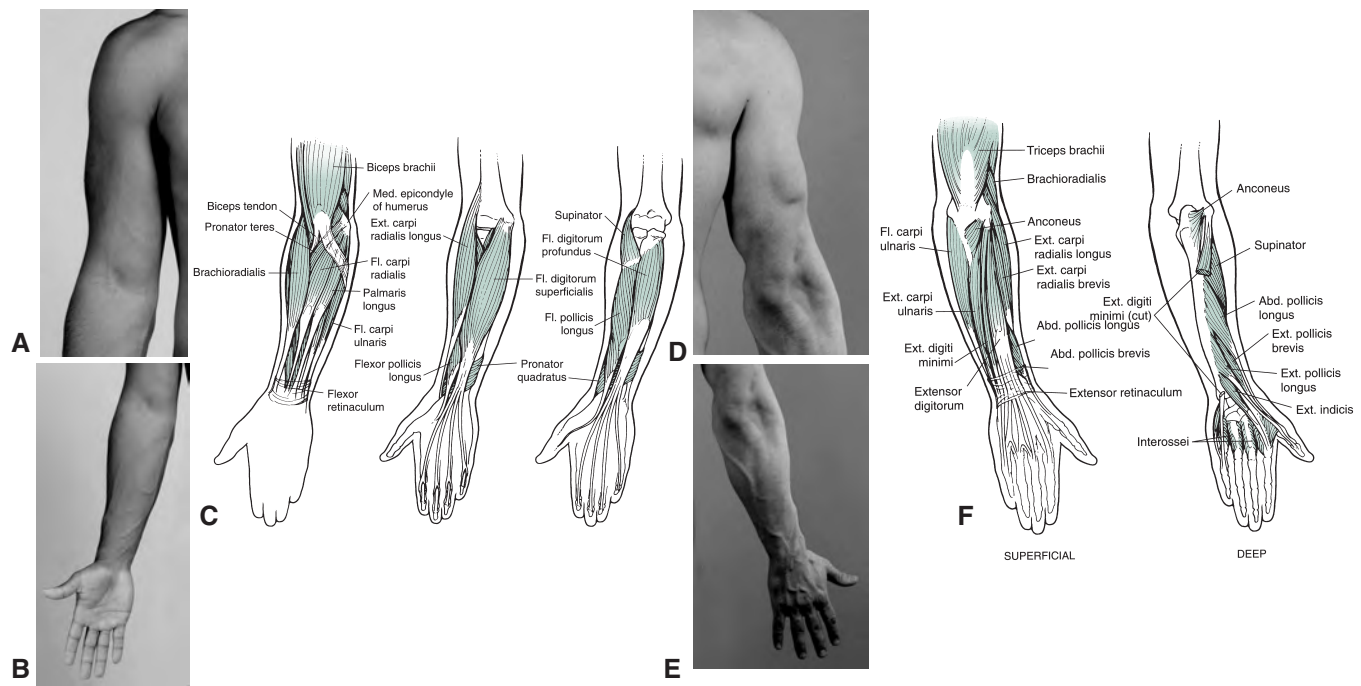 A
B
Biceps brachii
Med. epicondyle
of humerus
Biceps tendon
Pronator teres
Ext. carpi
radialis longus
Brachioradialis
Fl. carpi
radialis
Palmaris
longus
Fl. carpi
ulnaris
Flexor
retinaculum
Fl. digitorum
superficialis
Flexor pollicis
longus
Pronator
quadratus
Supinator
Fl. digitorum
profundus
Fl. pollicis
longus
C
D
E
Triceps brachii
Brachioradialis
Anconeus
Fl. carpi
ulnaris
Ext. carpi
radialis longus
Ext. carpi
radialis brevis
Ext. carpi
ulnaris
Abd. pollicis longus
Ext. digiti
minimi
Abd. pollicis brevis
Extensor
digitorum
Extensor retinaculum
F
SUPERFICIAL
Anconeus
Supinator
Ext. digiti
minimi (cut)
Abd. pollicis
longus
Ext. pollicis
brevis
Ext. pollicis
longus
Ext. indicis
Interossei
DEEP